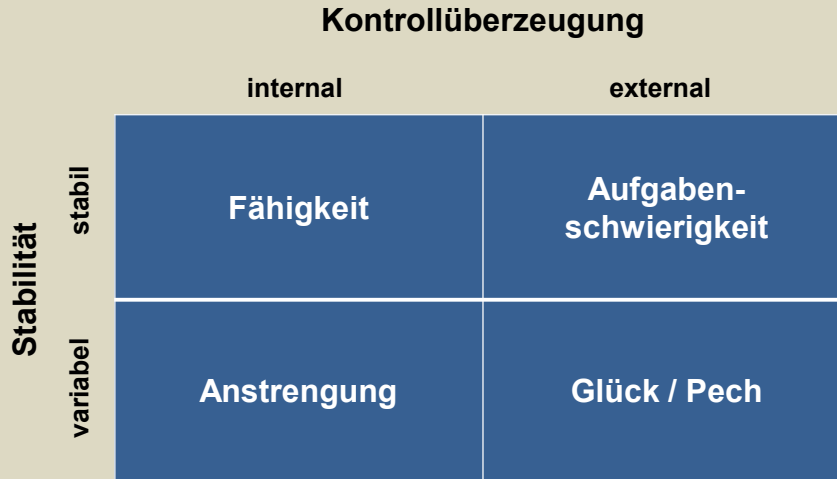 Kontrollüberzeugung
internal
external
Stabilität
stabil
Fähigkeit
Aufgaben-
schwierigkeit
variabel
Anstrengung
Glück / Pech